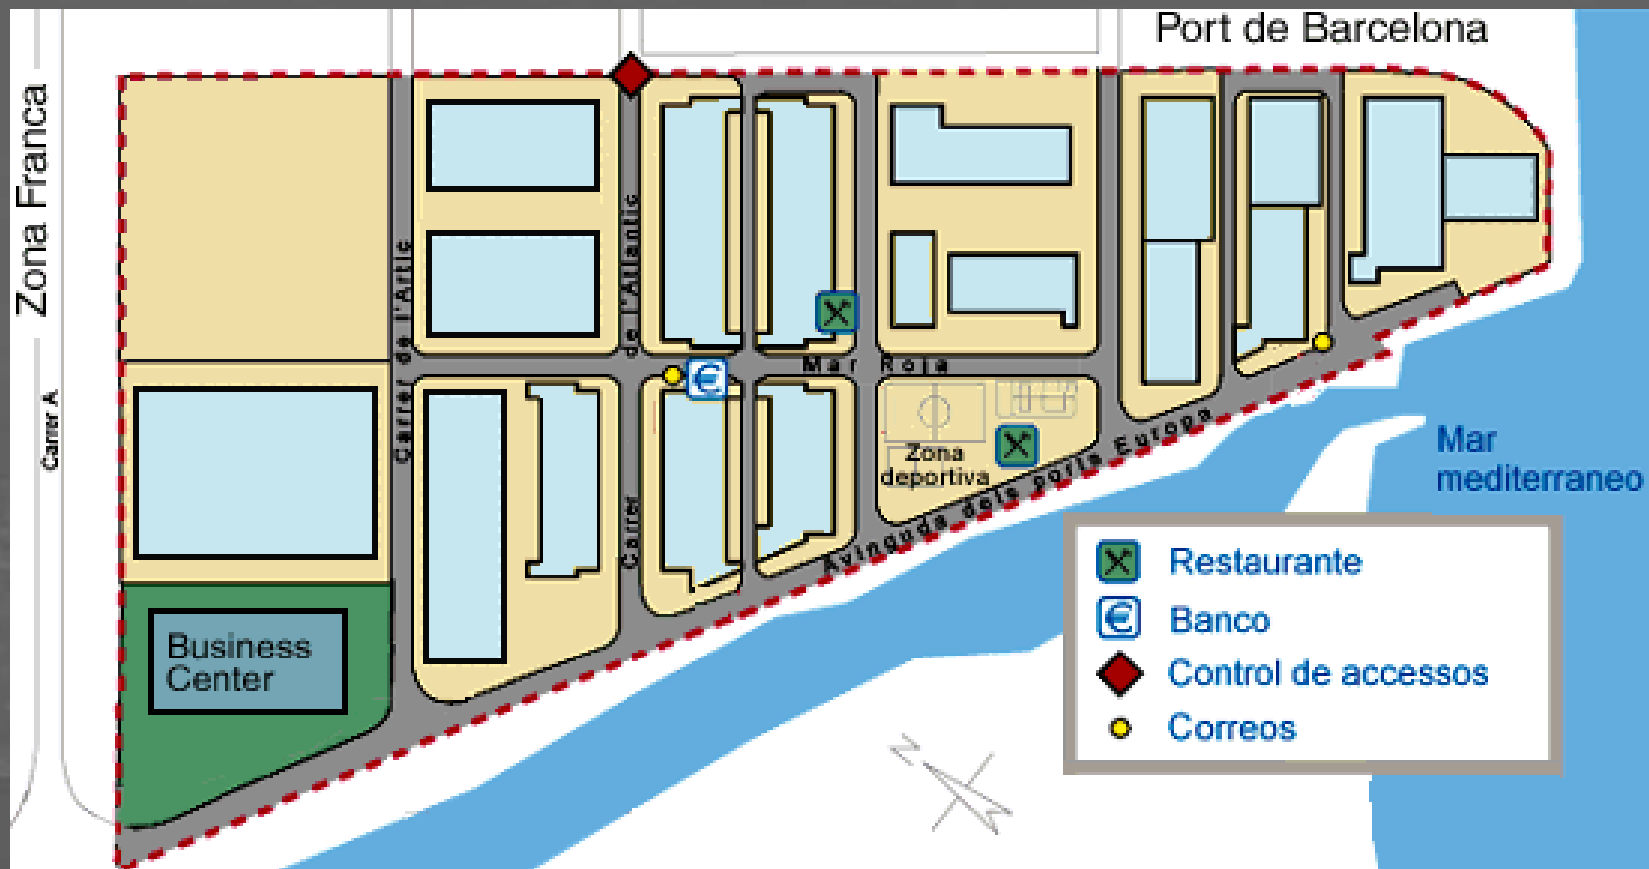 Port de Barcelona
Zona Franca
Carrer A
Carrer de l'Artic
Carrer de l'Atlantic
Mar Roja
Zona
deportiva
Avinguda dels ports Europa
Business
Center
Mar
mediterraneo
Restaurante
€
Banco
Control de accessos
Correos
N